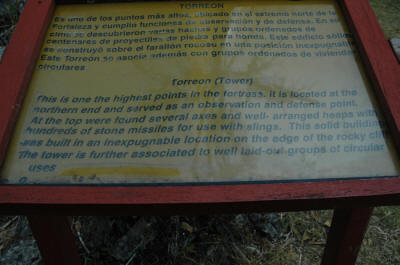 TORREON
Es uno de los puntos más altos, ubicado en el extremo norte de la
Fortaleza y cumplio funciones de observación y de defensa. En su
cima se descubrieron varias hachas y grupos ordenados de
centenares de proyectiles de piedra para honda. Este edificio sólido
se construyó sobre el farallón rocoso en una posición inexpugnable
Este Torreon se asocie además con grupos ordenados de viviendas
circulares
Torreon (Tower)
This is one the highest points in the fortress. it is located at the
northern end and served as an observation and defense point.
At the top were found several axes and well- arranged heaps with
hundreds of stone missiles for use with slings. This solid building
was built in an inexpugnable location on the edge of the rocky cliff
The tower is further associated to well laid-out groups of circular
uses